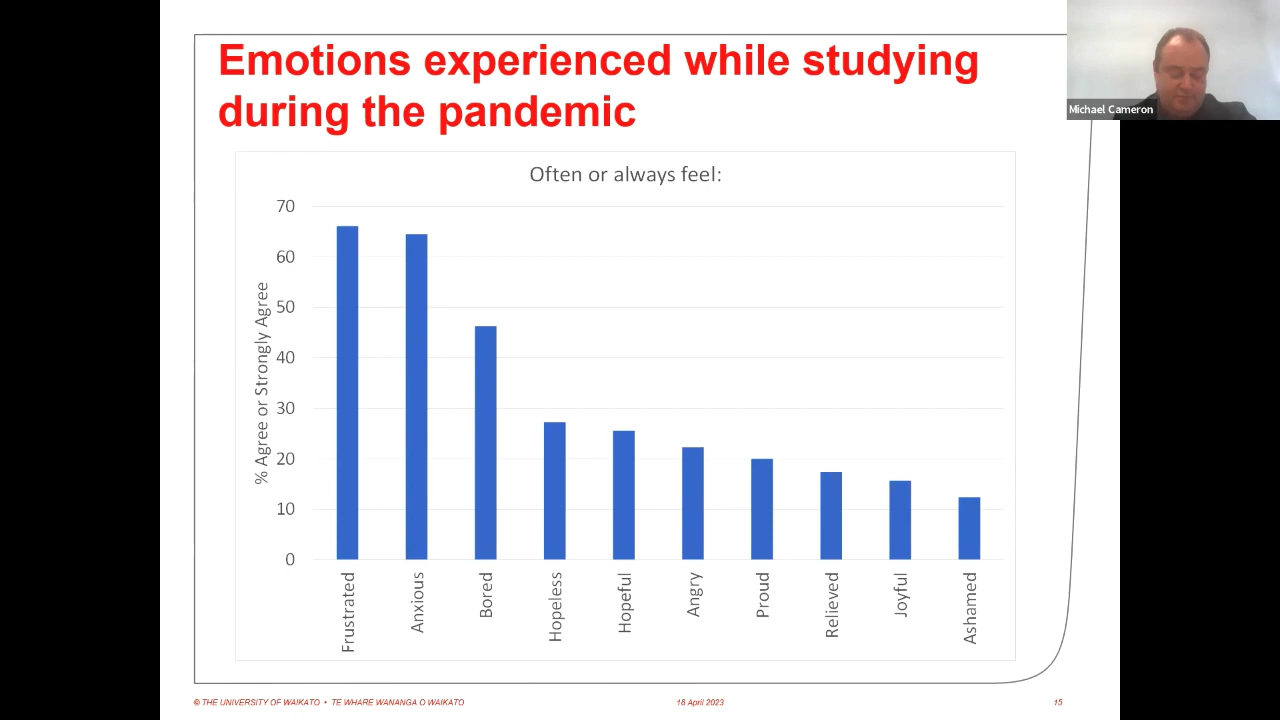 Emotions experienced while studying
during the pandemic
Michael Cameron
Often or always feel:
% Agree or Strongly Agree
70
60
50
40
30
20
10
0
Frustrated
Anxious
Bored
Hopeless
Hopeful
Angry
Proud
Relieved
Joyful
Ashamed
© THE UNIVERSITY OF WAIKATO • TE WHARE WANANGA O WAIKATO
18 April 2023
15